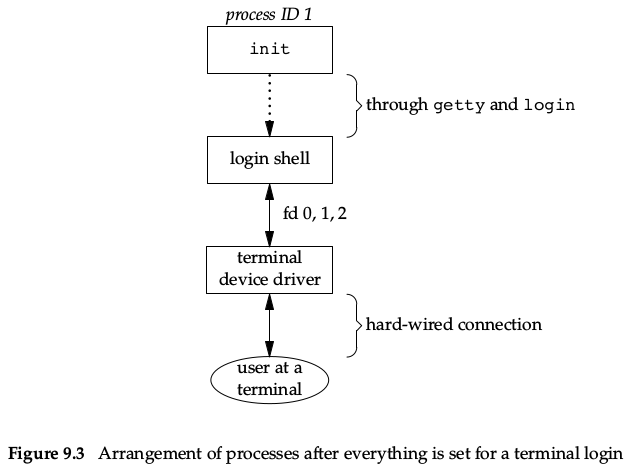 process ID 1
init
through getty and login
login shell
fd 0, 1, 2
terminal
device driver
hard-wired connection
user at a
terminal
Figure 9.3 Arrangement of processes after everything is set for a terminal login